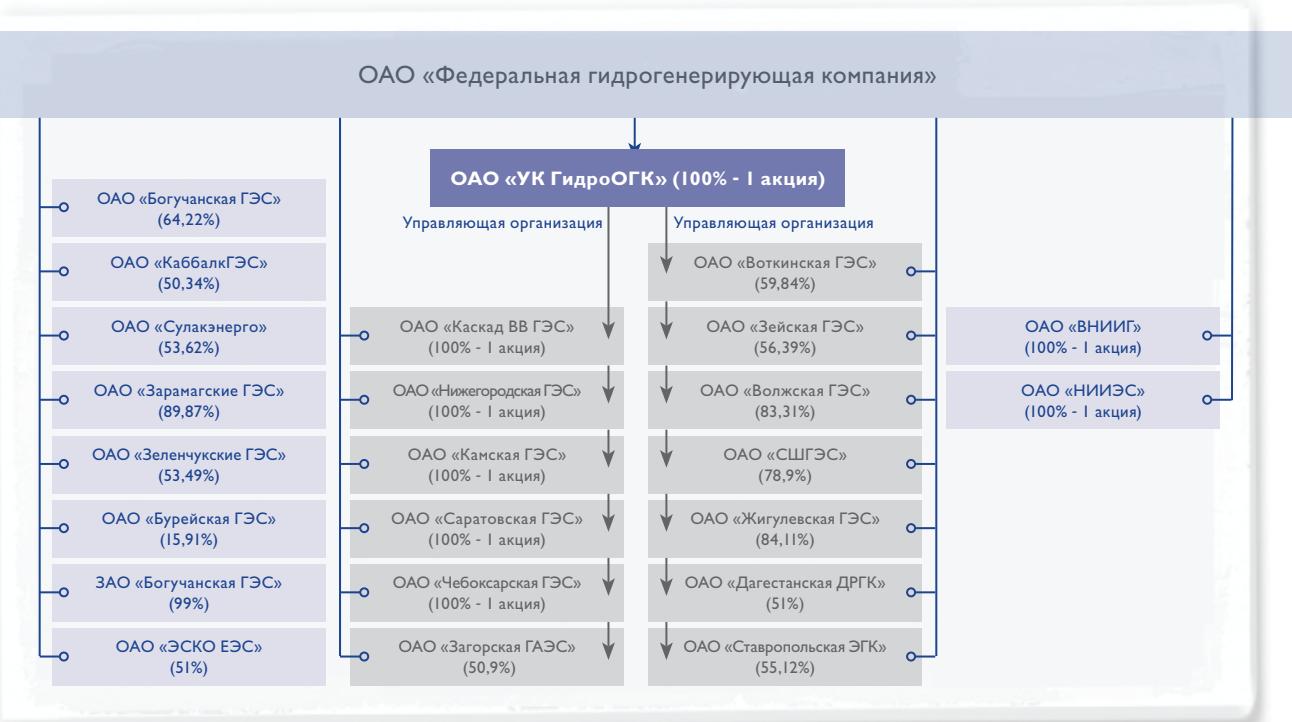 ОАО «Федеральная гидрогенерирующая компания»
ОАО «УК ГидроОГК» (100% - 1 акция)
Управляющая организация
Управляющая организация
ОАО «Богучанская ГЭС»
(64,22%)
ОАО «КаббалкГЭС»
(50,34%)
ОАО «Сулакэнерго»
(53,62%)
ОАО «Зарамагские ГЭС»
(89,87%)
ОАО «Зеленчукские ГЭС»
(53,49%)
ОАО «Бурейская ГЭС»
(15,91%)
ЗАО «Богучанская ГЭС»
(99%)
ОАО «ЭСКО ЕЭС»
(51%)
ОАО «Каскад ВВ ГЭС»
(100% - 1 акция)
ОАО «Нижегородская ГЭС»
(100% - 1 акция)
ОАО «Камская ГЭС»
(100% - 1 акция)
ОАО «Саратовская ГЭС»
(100% - 1 акция)
ОАО «Чебоксарская ГЭС»
(100% - 1 акция)
ОАО «Загорская ГАЭС»
(50,9%)
ОАО «Воткинская ГЭС»
(59,84%)
ОАО «Зейская ГЭС»
(56,39%)
ОАО «Волжская ГЭС»
(83,31%)
ОАО «СШГЭС»
(78,9%)
ОАО «Жигулевская ГЭС»
(84,11%)
ОАО «Дагестанская ДРГК»
(51%)
ОАО «Ставропольская ЭГК»
(55,12%)
ОАО «ВНИИГ»
(100% - 1 акция)
ОАО «НИИЭС»
(100% - 1 акция)